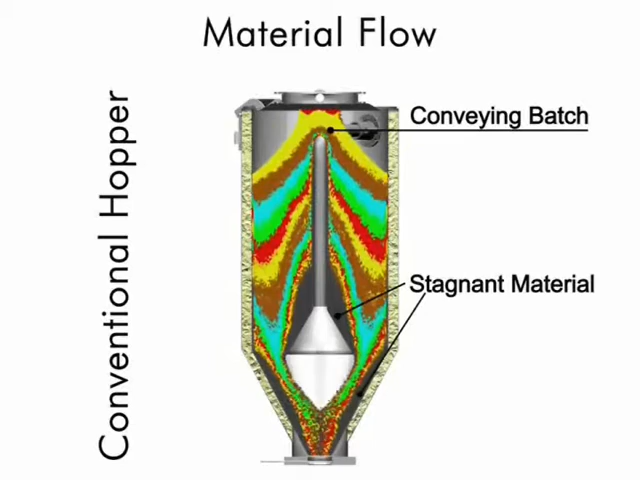 Material Flow
Conventional Hopper
Conveying Batch
Stagnant Material